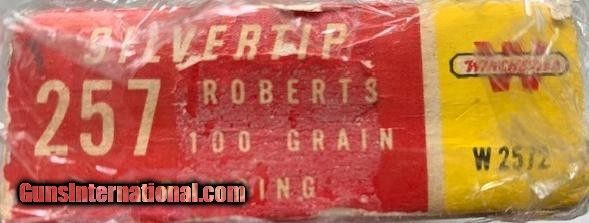 SILVERTIP
257 ROBERTS
100 GRAIN
WINCHESTER
W 2572
GunsInternational.com